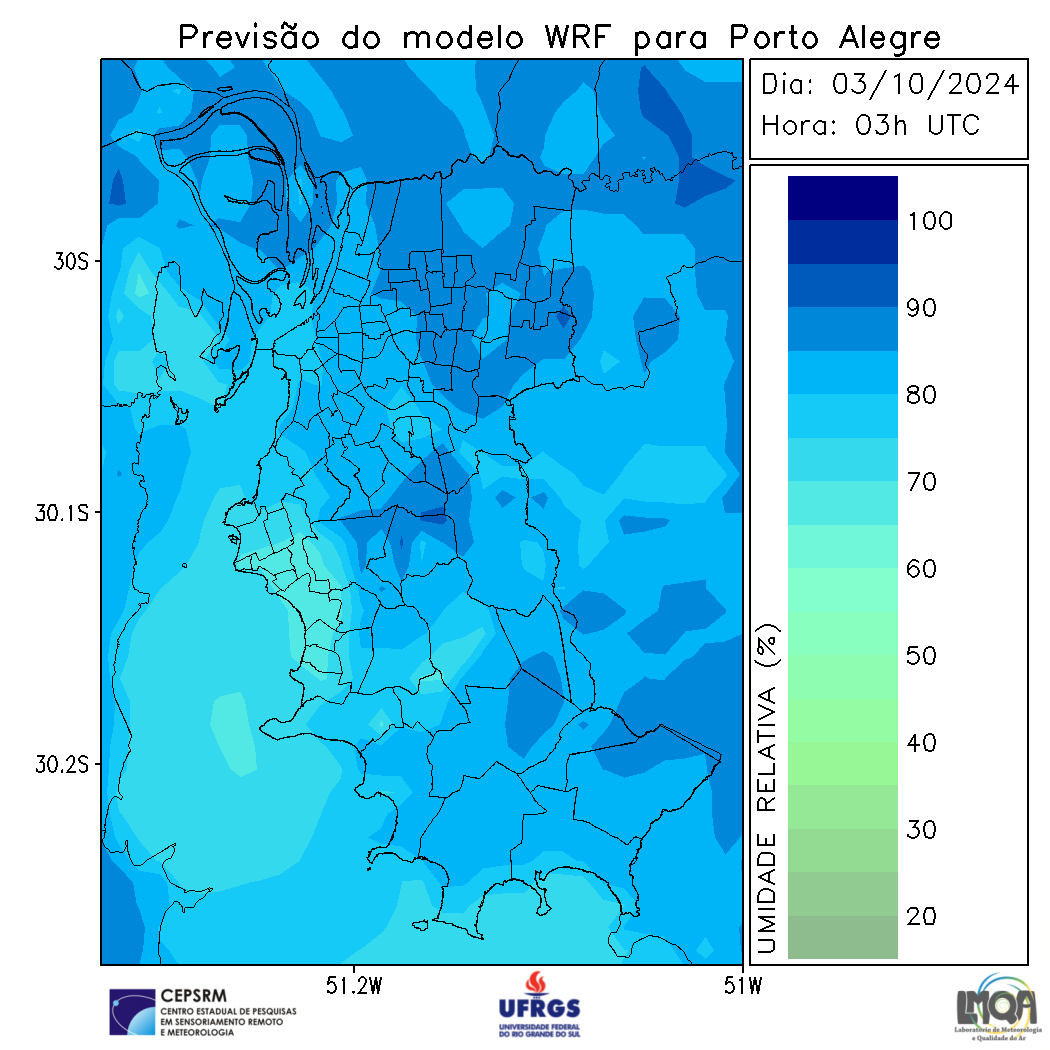 Previsão do modelo WRF para Porto Alegre
Dia: 03/10/2024
Hora: 03h UTC
30S
30.1S
30.2S
51.2W
51W
100
90
80
70
60
50
40
30
20
UMIDADE RELATIVA (%)
CEPSRM
CENTRO ESTADUAL DE PESQUISAS
EM SENSORIAMENTO REMOTO
E METEOROLOGIA
UFRGS
UNIVERSIDADE FEDERAL
DO RIO GRANDE DO SUL
LMQA
Laboratório de Meteorologia
e Qualidade do Ar